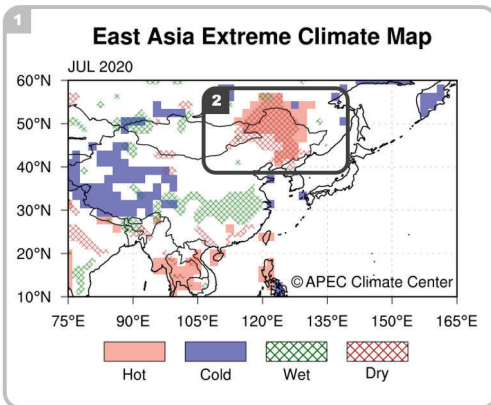 1
East Asia Extreme Climate Map
JUL 2020
60°N
2
50°N
40°N
30°N
20°N
10°N
©APEC Climate Center
75°E 90°E 105°E 120°E 135°E 150°E 165°E
Hot Cold Wet Dry